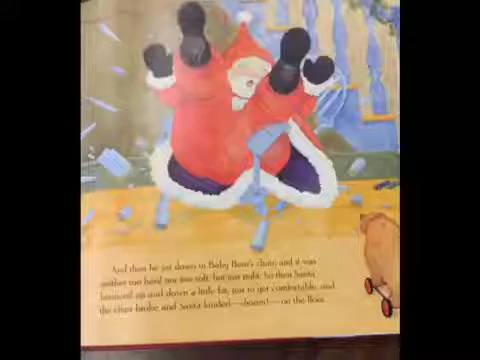 And then he sat down in Baby Bear's chair, and it was
neither too hard nor too soft, but just right. So then Santa
bounced up and down a little bit, just to get comfortable, and
the chair broke and Santa landed—boom!—on the floor.